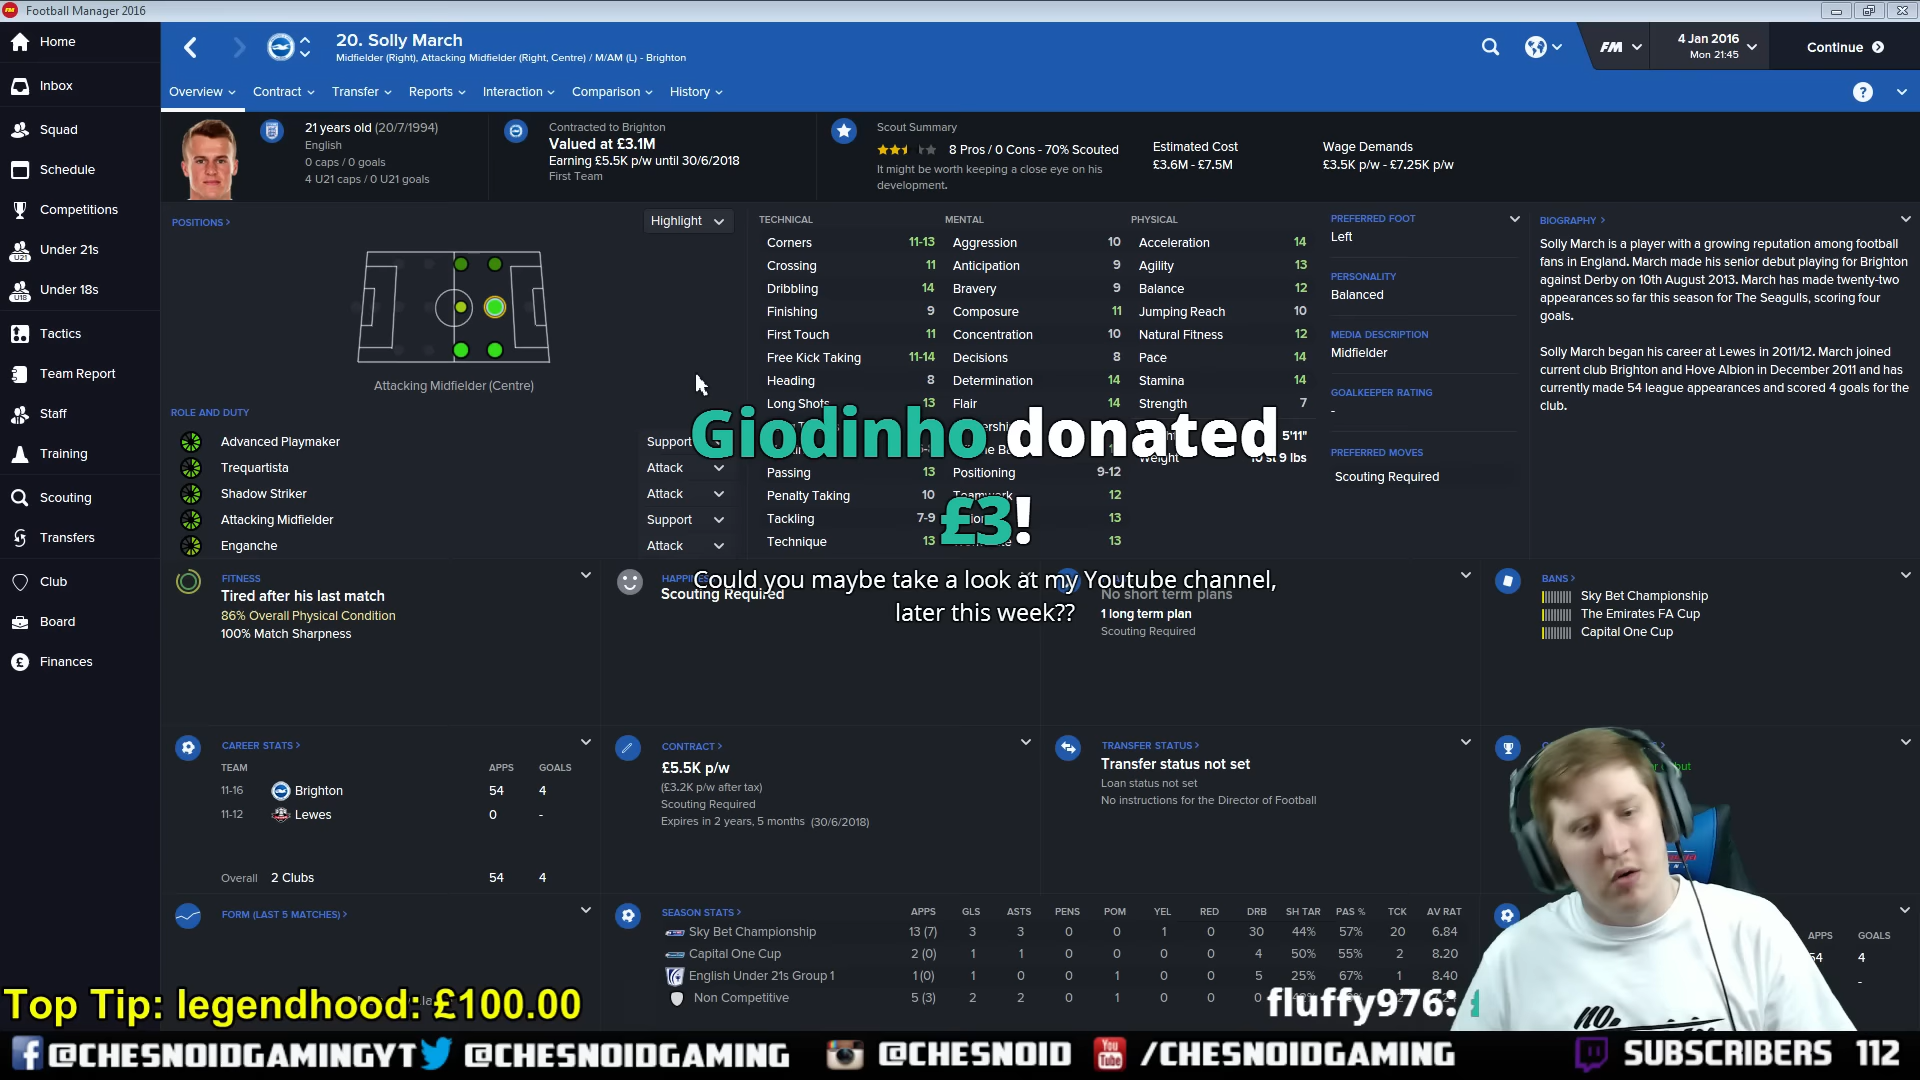 Football Manager 2016
Home
Inbox
Squad
Schedule
Competitions
Under 21s
Under 18s
Tactics
Team Report
Staff
Training
Scouting
Transfers
Club
Board
Finances
20. Solly March
Midfielder (Right), Attacking Midfielder (Right, Centre) / M/AM (L) - Brighton
FM
4 Jan 2016
Mon 21:45
Continue
Overview Contract Transfer Reports Interaction Comparison History
?
21 years old (20/7/1994)
English
0 caps / 0 goals
4 U21 caps / 0 U21 goals
Contracted to Brighton
Valued at £3.1M
Earning £5.5K p/w until 30/6/2018
First Team
Scout Summary
8 Pros / 0 Cons - 70% Scouted
It might be worth keeping a close eye on his
development.
Estimated Cost
£3.6M - £7.5M
Wage Demands
£3.5K p/w - £7.25K p/w
POSITIONS >
Highlight
Attacking Midfielder (Centre)
ROLE AND DUTY
Advanced Playmaker Support
Trequartista Attack
Shadow Striker Attack
Attacking Midfielder Support
Enganche Attack
TECHNICAL
Corners 11-13
Crossing 11
Dribbling 14
Finishing 9
First Touch 11
Free Kick Taking 11-14
Heading 8
Long Shots 13
Passing 13
Penalty Taking 10
Tackling 7-9
Technique 13
MENTAL
Aggression 10
Anticipation 9
Bravery 9
Composure 11
Concentration 10
Decisions 8
Determination 14
Flair 14
Positioning 9-12
Teamwork 12
13
13
PHYSICAL
Acceleration 14
Agility 13
Balance 12
Jumping Reach 10
Natural Fitness 12
Pace 14
Stamina 14
Strength 7
5'11"
Weight 10 st 9 lbs
PREFERRED FOOT
Left
PERSONALITY
Balanced
MEDIA DESCRIPTION
Midfielder
GOALKEEPER RATING
-
PREFERRED MOVES
Scouting Required
BIOGRAPHY >
Solly March is a player with a growing reputation among football
fans in England. March made his senior debut playing for Brighton
against Derby on 10th August 2013. March has made twenty-two
appearances so far this season for The Seagulls, scoring four
goals.
Solly March began his career at Lewes in 2011/12. March joined
current club Brighton and Hove Albion in December 2011 and has
currently made 54 league appearances and scored 4 goals for the
club.
Giodinho donated
£3!
Could you maybe take a look at my Youtube channel,
later this week??
FITNESS
Tired after his last match
86% Overall Physical Condition
100% Match Sharpness
Scouting Required
No short term plans
1 long term plan
Scouting Required
BANS >
Sky Bet Championship
The Emirates FA Cup
Capital One Cup
CAREER STATS >
TEAM APPS GOALS
11-16 Brighton 54 4
11-12 Lewes 0 -
Overall 2 Clubs 54 4
CONTRACT >
£5.5K p/w
(£3.2K p/w after tax)
Scouting Required
Expires in 2 years, 5 months (30/6/2018)
TRANSFER STATUS >
Transfer status not set
Loan status not set
No instructions for the Director of Football
FORM (LAST 5 MATCHES) >
SEASON STATS > APPS GLS ASTS PENS POM YEL RED DRB SH TAR PAS % TCK AV RAT
Sky Bet Championship 13 (7) 3 3 0 0 1 0 30 44% 57% 20 6.84
Capital One Cup 2 (0) 1 1 0 0 0 0 4 50% 55% 2 8.20
English Under 21s Group 1 1 (0) 1 0 0 1 0 0 5 25% 67% 1 8.40
Non Competitive 5 (3) 2 2 0 1 0 0
APPS GOALS
54 4
-
Top Tip: legendhood: £100.00
fluffy976:
@CHESNOIDGAMINGYT @CHESNOIDGAMING @CHESNOID /CHESNOIDGAMING SUBSCRIBERS 112